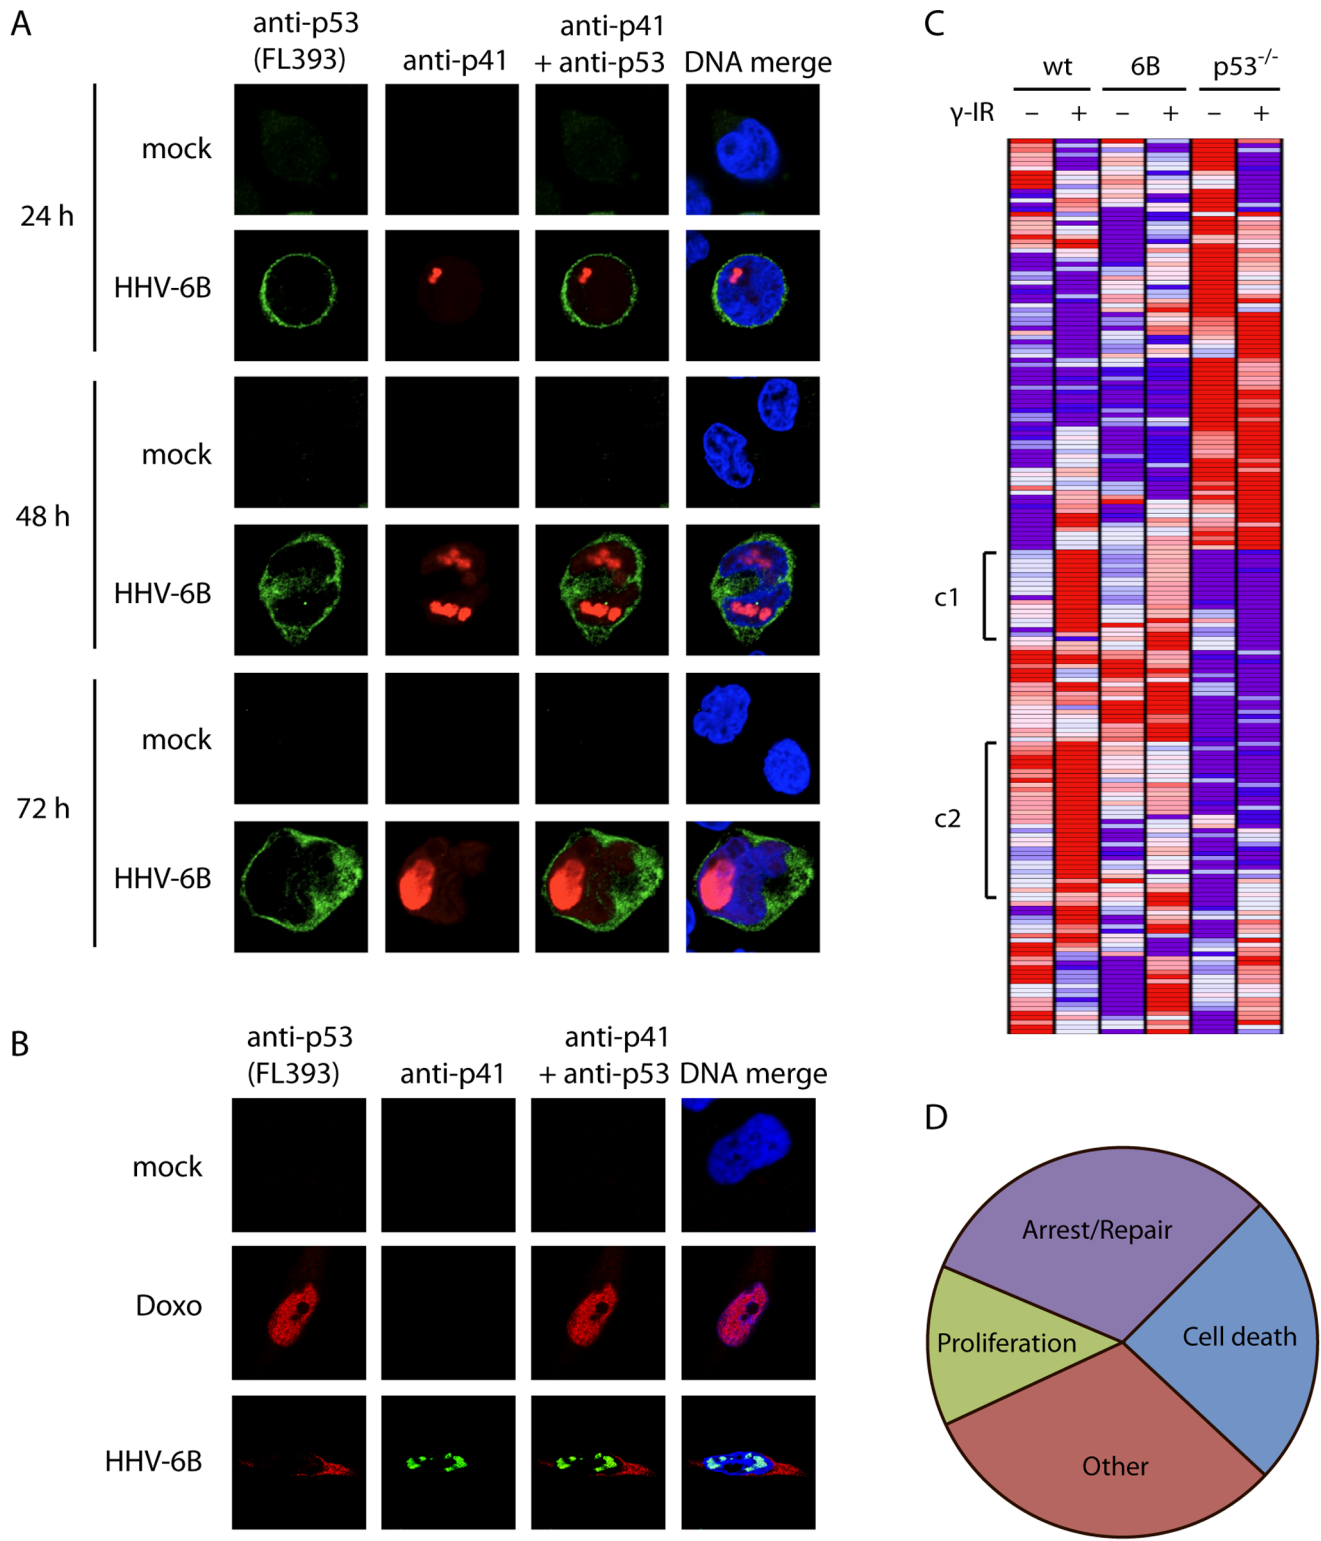 A
anti-p53
(FL393)
anti-p41
anti-p41
+ anti-p53
DNA merge
24 h
mock
HHV-6B
48 h
mock
HHV-6B
72 h
mock
HHV-6B
B
anti-p53
(FL393)
anti-p41
anti-p41
+ anti-p53
DNA merge
mock
Doxo
HHV-6B
C
wt 6B p53-/-
γ-IR – + – + – +
c1
c2
D
Arrest/Repair
Cell death
Proliferation
Other